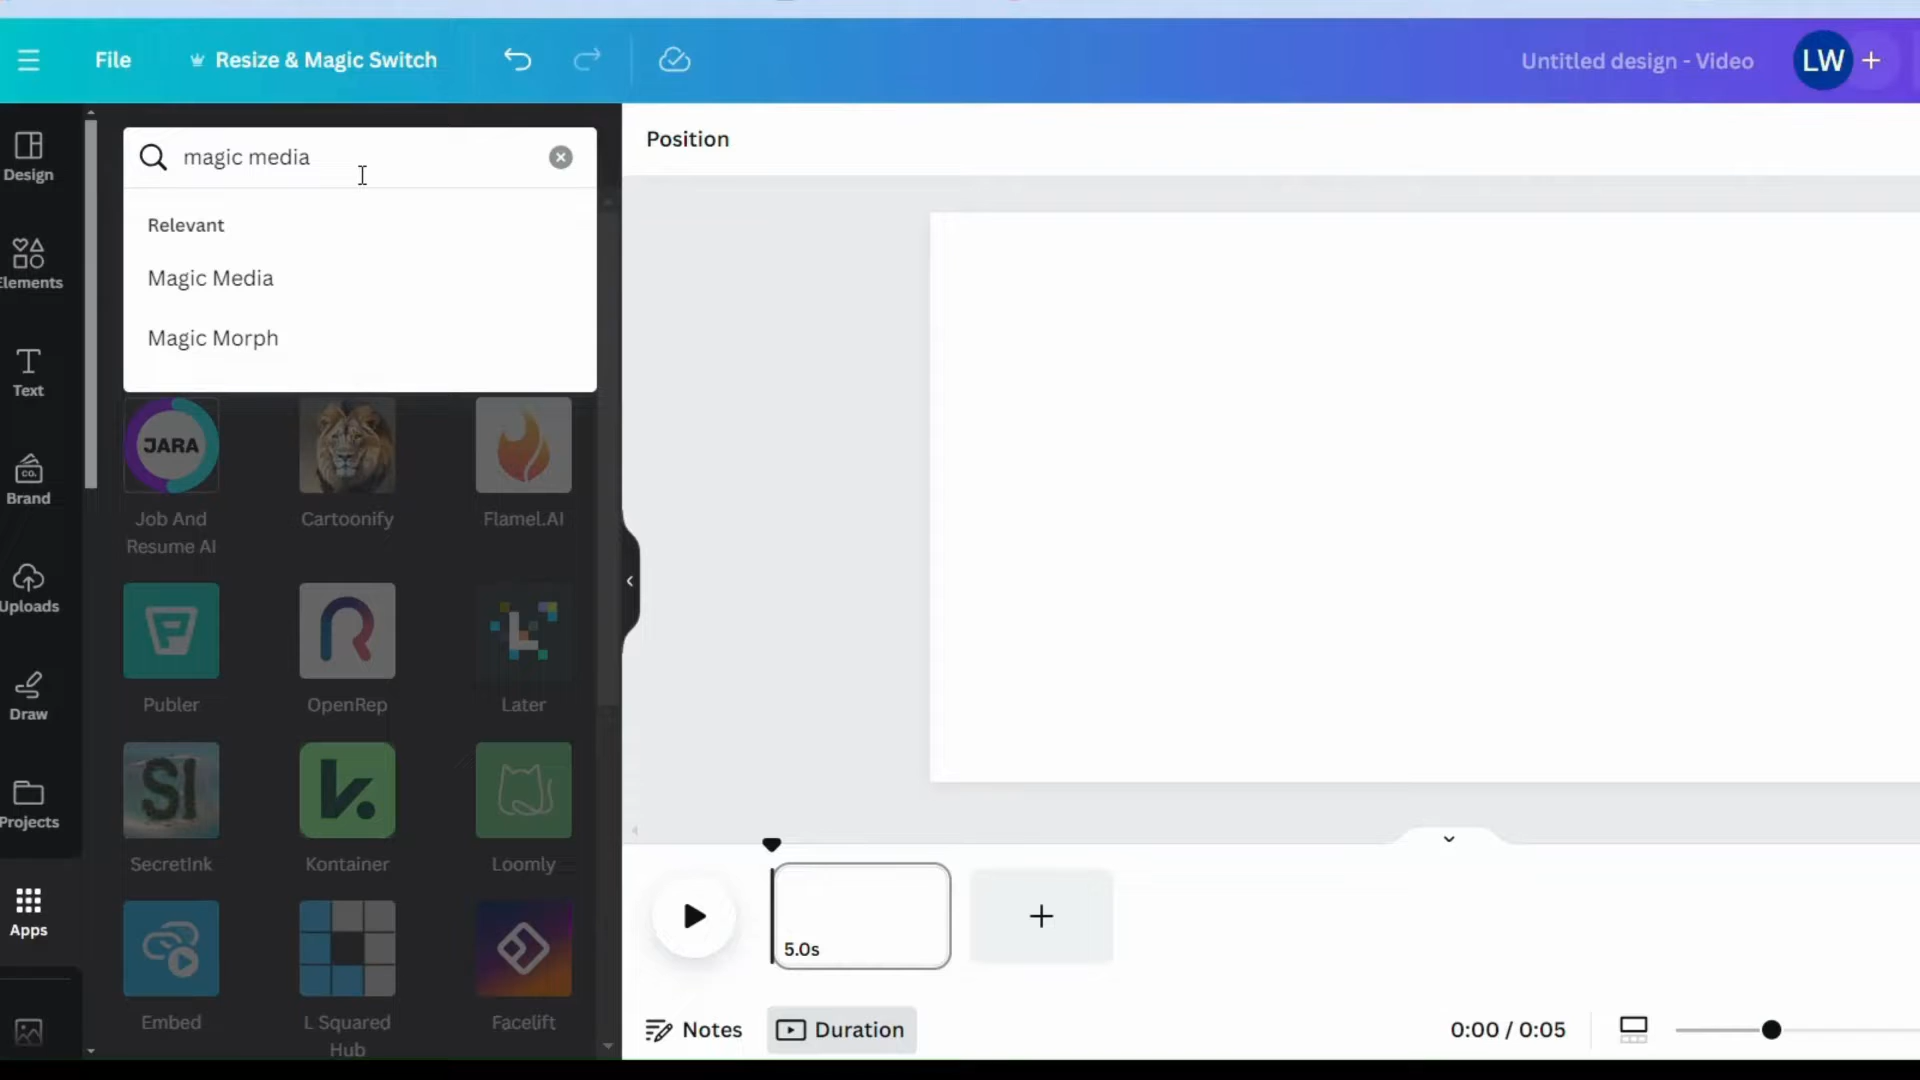 File
Resize & Magic Switch
Untitled design - Video
LW
Design
Elements
Text
CO.
Brand
Uploads
Draw
Projects
Apps
magic media
Relevant
Magic Media
Magic Morph
JARA
Job And
Resume AI
Cartoonify
Flamel.AI
Publer
OpenRep
Later
SI
SecretInk
Kontainer
Loomly
Embed
L Squared
Hub
Facelift
Position
5.0s
Notes
Duration
0:00 / 0:05